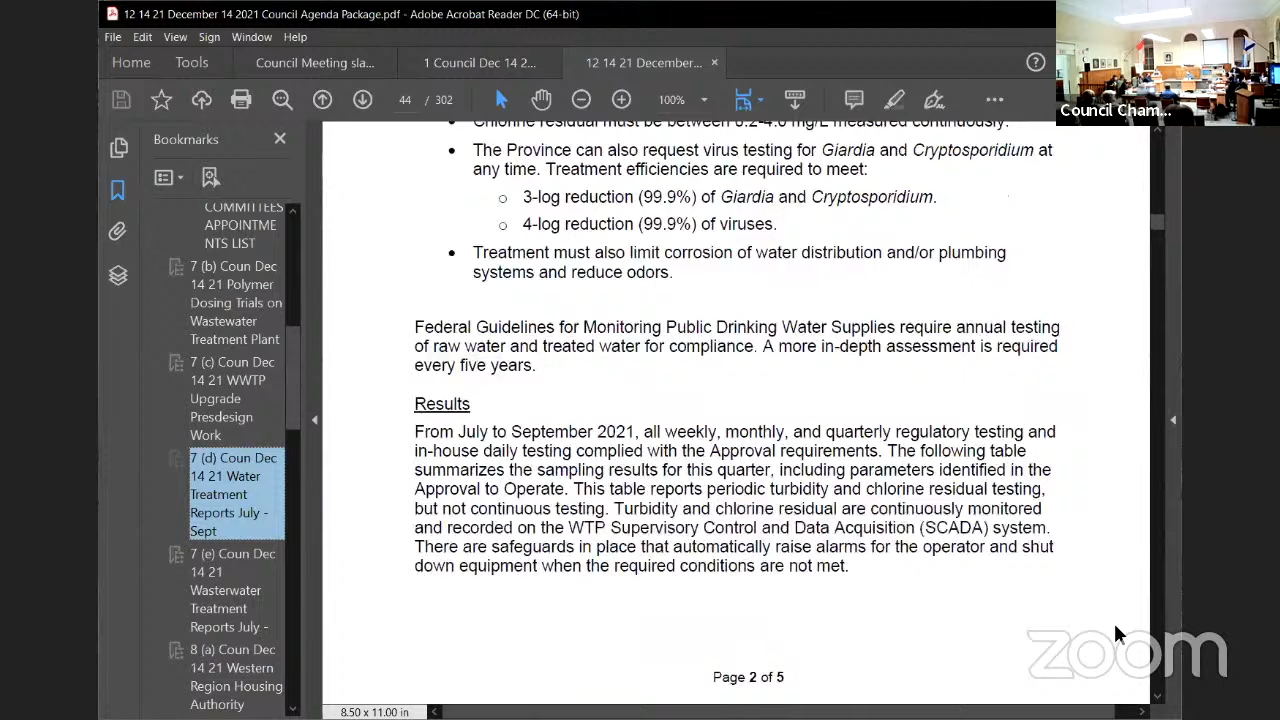 12 14 21 December 14 2021 Council Agenda Package.pdf - Adobe Acrobat Reader DC (64-bit)
File Edit View Sign Window Help
Home Tools Council Meeting sla... 1 Council Dec 14 2... 12 14 21 December... ×
44 / 302 100%
Council Cham...
Bookmarks
COMMITTEES
APPOINTME
NTS LIST
7 (b) Coun Dec
14 21 Polymer
Dosing Trials on
Wastewater
Treatment Plant
7 (c) Coun Dec
14 21 WWTP
Upgrade
Presdesign
Work
7 (d) Coun Dec
14 21 Water
Treatment
Reports July -
Sept
7 (e) Coun Dec
14 21
Wasterwater
Treatment
Reports July -
8 (a) Coun Dec
14 21 Western
Region Housing
Authority
• Chlorine residual must be between 0.2-4.0 mg/L measured continuously.
• The Province can also request virus testing for Giardia and Cryptosporidium at
any time. Treatment efficiencies are required to meet:
o 3-log reduction (99.9%) of Giardia and Cryptosporidium.
o 4-log reduction (99.9%) of viruses.
• Treatment must also limit corrosion of water distribution and/or plumbing
systems and reduce odors.
Federal Guidelines for Monitoring Public Drinking Water Supplies require annual testing
of raw water and treated water for compliance. A more in-depth assessment is required
every five years.
Results
From July to September 2021, all weekly, monthly, and quarterly regulatory testing and
in-house daily testing complied with the Approval requirements. The following table
summarizes the sampling results for this quarter, including parameters identified in the
Approval to Operate. This table reports periodic turbidity and chlorine residual testing,
but not continuous testing. Turbidity and chlorine residual are continuously monitored
and recorded on the WTP Supervisory Control and Data Acquisition (SCADA) system.
There are safeguards in place that automatically raise alarms for the operator and shut
down equipment when the required conditions are not met.
Page 2 of 5
8.50 x 11.00 in
zoom